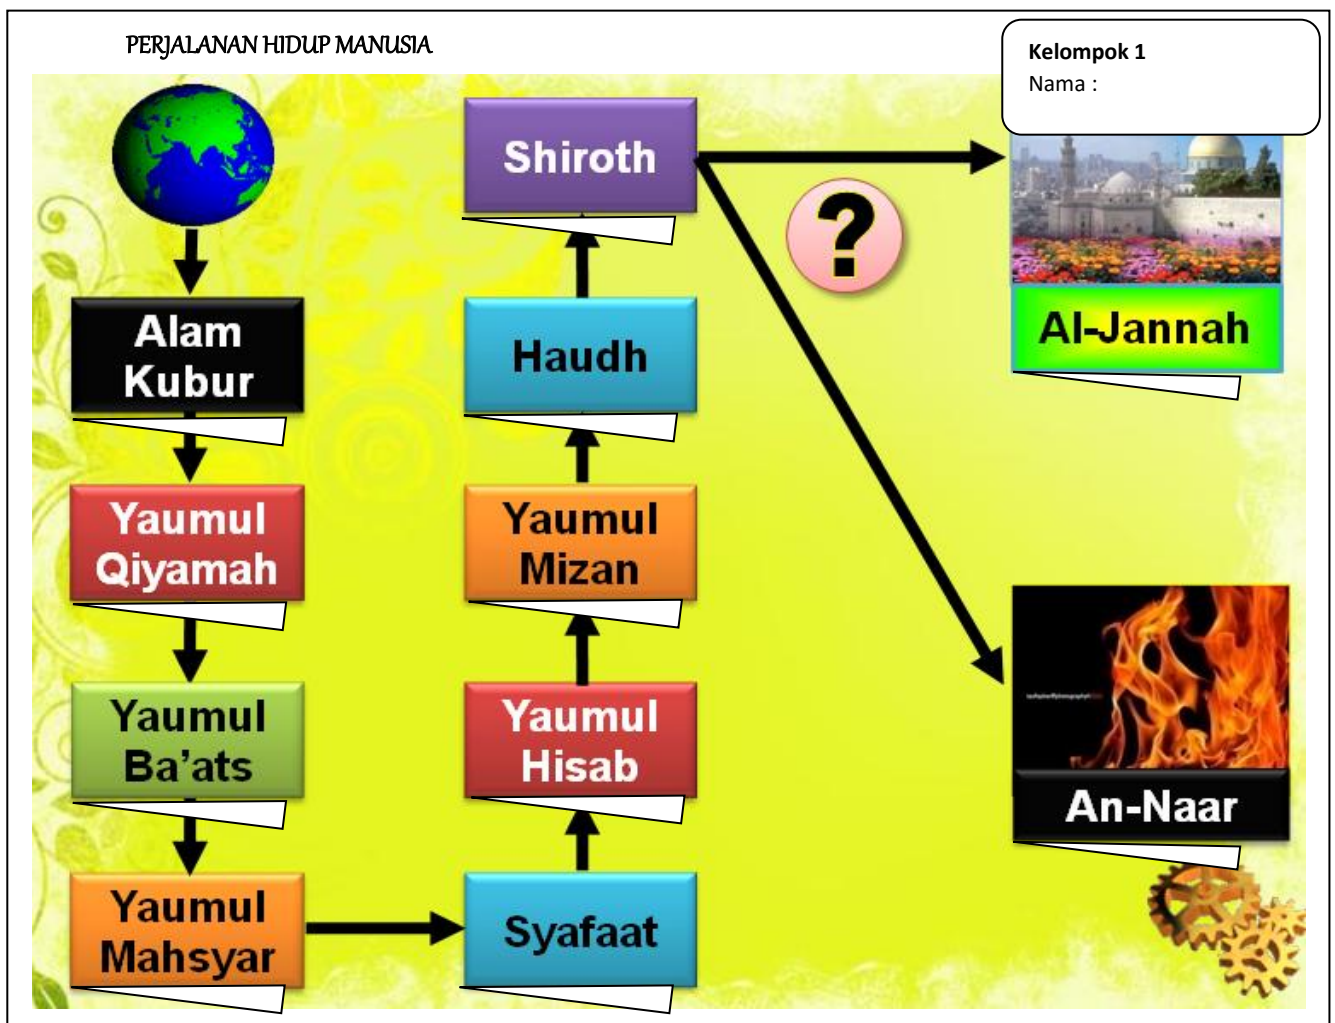 PERJALANAN HIDUP MANUSIA
Kelompok 1
Nama :
Alam
Kubur
Yaumul
Qiyamah
Yaumul
Ba'ats
Yaumul
Mahsyar
Syafaat
Yaumul
Hisab
Yaumul
Mizan
Haudh
Shiroth
?
Al-Jannah
An-Naar